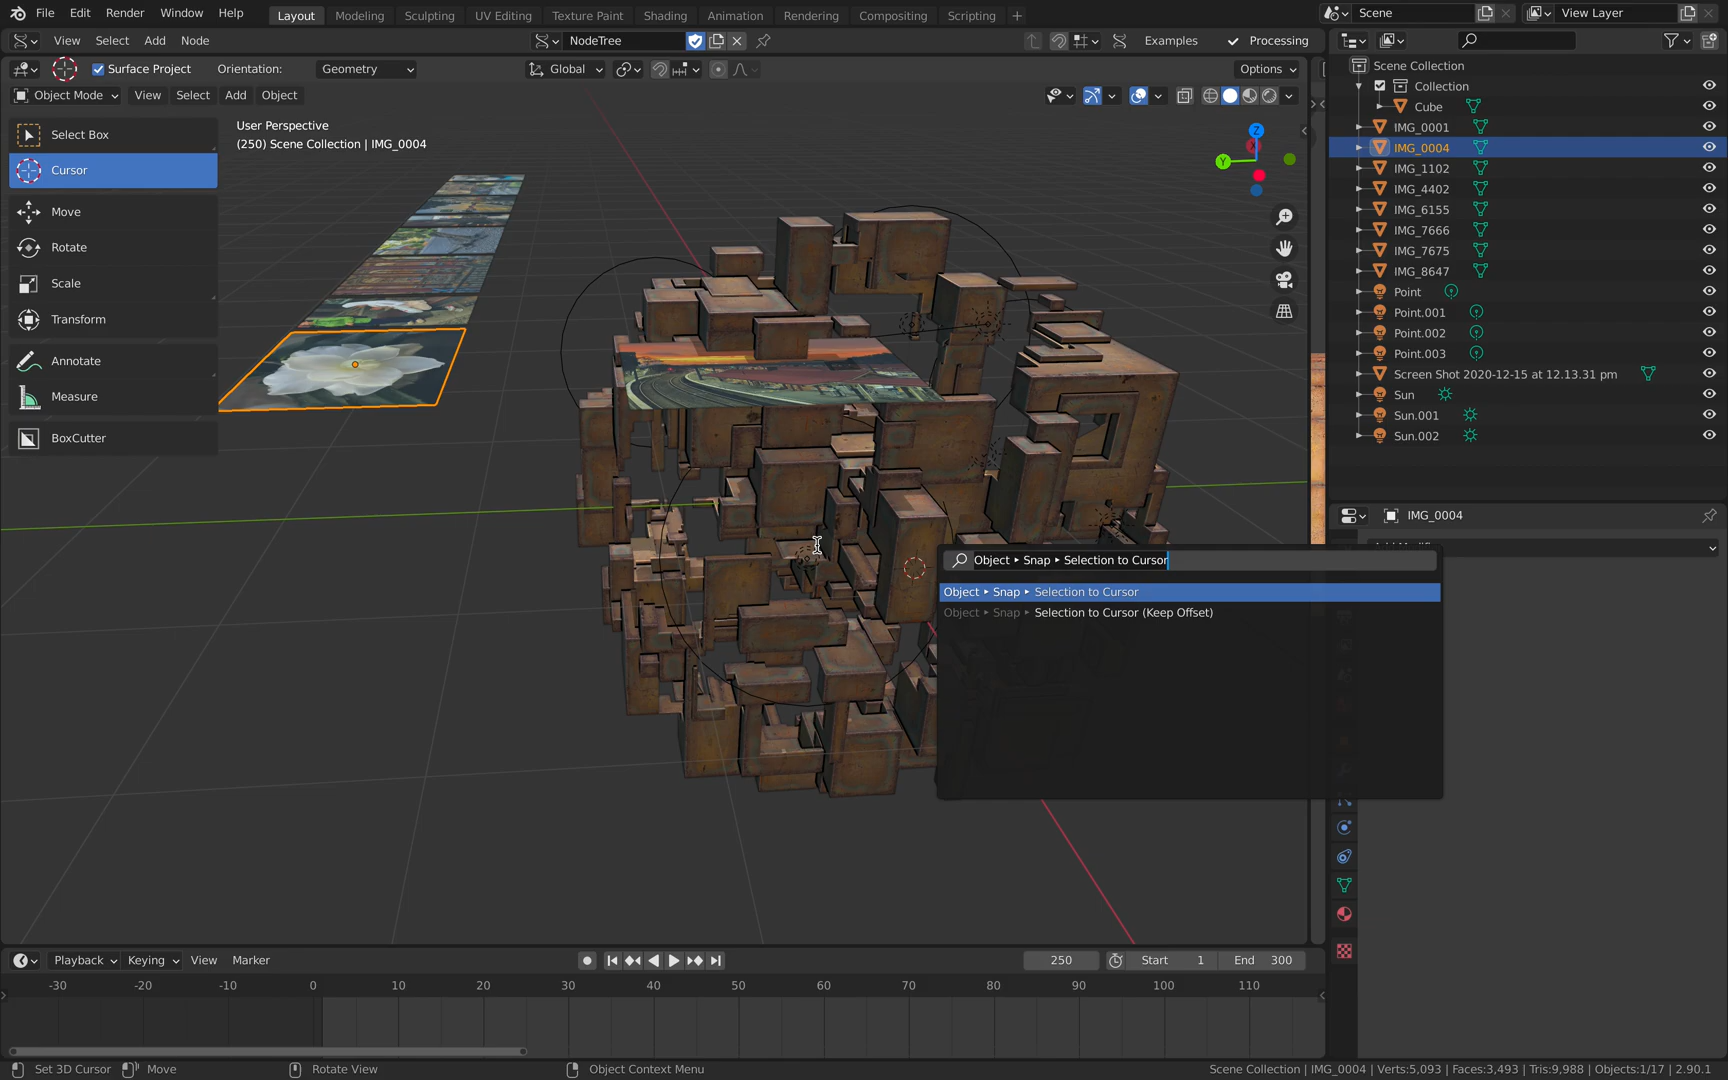 File Edit Render Window Help Layout Modeling Sculpting UV Editing Texture Paint Shading Animation Rendering Compositing Scripting + Scene View Layer
View Select Add Node NodeTree Examples Processing
Surface Project Orientation: Geometry Global Options
Object Mode View Select Add Object
Select Box
Cursor
Move
Rotate
Scale
Transform
Annotate
Measure
BoxCutter
User Perspective
(250) Scene Collection | IMG_0004
Z
Y
Scene Collection
Collection
Cube
IMG_0001
IMG_0004
IMG_1102
IMG_4402
IMG_6155
IMG_7666
IMG_7675
IMG_8647
Point
Point.001
Point.002
Point.003
Screen Shot 2020-12-15 at 12.13.31 pm
Sun
Sun.001
Sun.002
IMG_0004
Object ▸ Snap ▸ Selection to Cursor
Object ▸ Snap ▸ Selection to Cursor
Object ▸ Snap ▸ Selection to Cursor (Keep Offset)
Playback Keying View Marker 250 Start 1 End 300
-30 -20 -10 0 10 20 30 40 50 60 70 80 90 100 110
Set 3D Cursor Move Rotate View Object Context Menu Scene Collection | IMG_0004 | Verts:5,093 | Faces:3,493 | Tris:9,988 | Objects:1/17 | 2.90.1